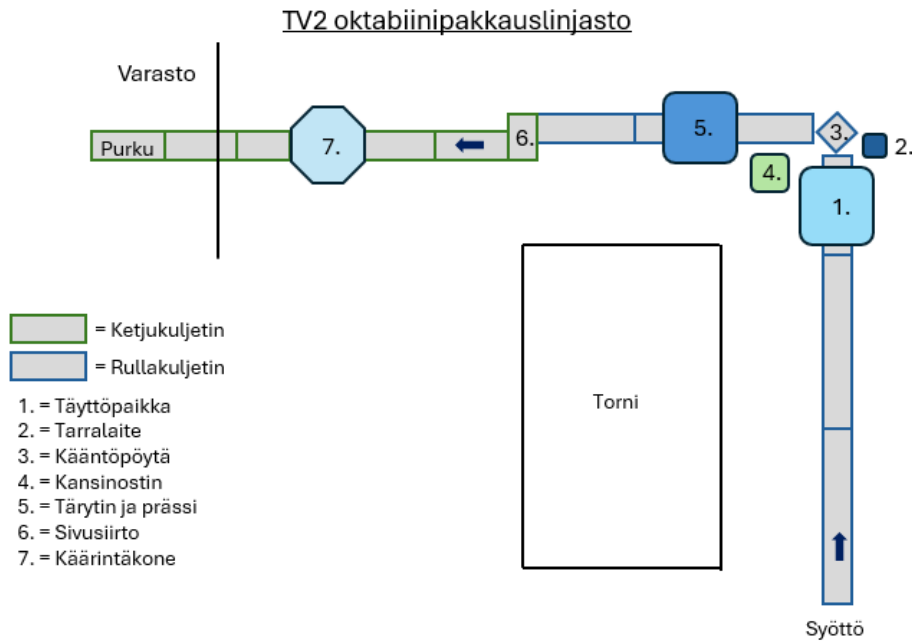 TV2 oktabiinipakkauslinjasto
Varasto
Purku
7.
6.
5.
3.
2.
4.
1.
= Ketjukuljetin
= Rullakuljetin
1. = Täyttöpaikka
2. = Tarralaite
3. = Kääntöpöytä
4. = Kansinostin
5. = Tärytin ja prässi
6. = Sivusiirto
7. = Käärintäkone
Torni
Syöttö